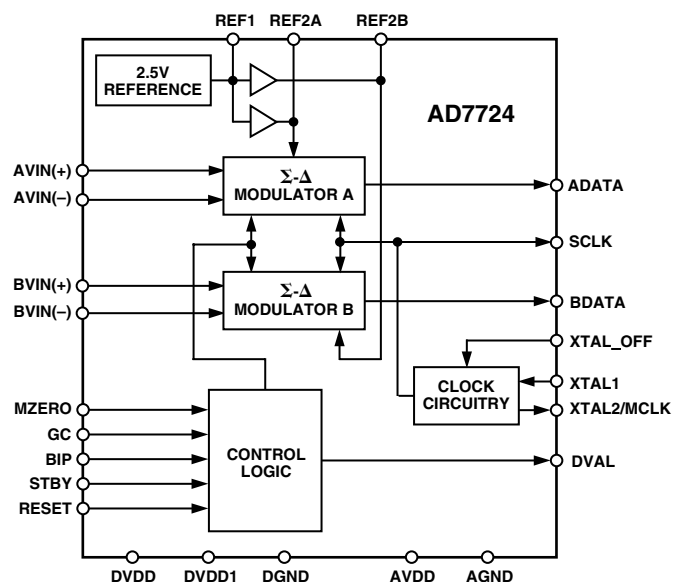 REF1 REF2A REF2B
2.5V
REFERENCE
AD7724
AVIN(+)
AVIN(–)
Σ-Δ
MODULATOR A
ADATA
SCLK
BVIN(+)
BVIN(–)
Σ-Δ
MODULATOR B
BDATA
XTAL_OFF
CLOCK
CIRCUITRY
XTAL1
XTAL2/MCLK
MZERO
GC
BIP
STBY
RESET
CONTROL
LOGIC
DVAL
DVDD DVDD1 DGND AVDD AGND